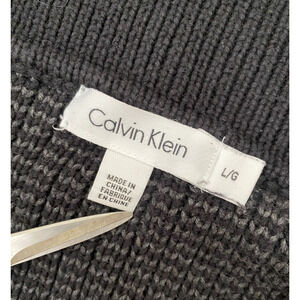 Calvin Klein
L/G
MADE IN
CHINA/
FABRIQUÉ
EN CHINE